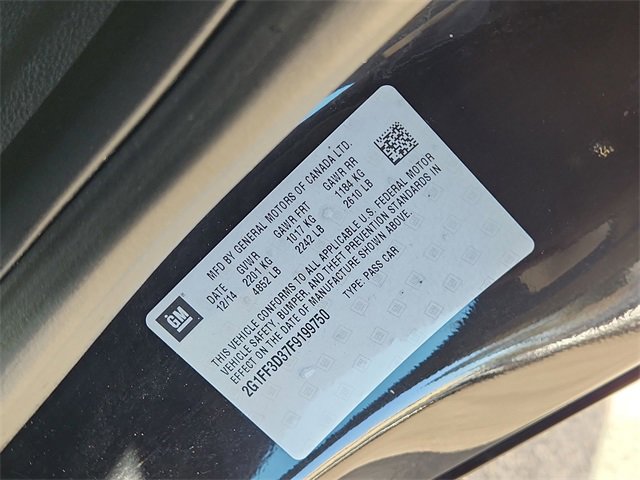 GM
MFD BY GENERAL MOTORS OF CANADA LTD.
DATE GVWR GAWR FRT GAWR RR
12/14 2201 KG 1017 KG 1184 KG
4852 LB 2242 LB 2610 LB
THIS VEHICLE CONFORMS TO ALL APPLICABLE U.S. FEDERAL MOTOR
VEHICLE SAFETY, BUMPER, AND THEFT PREVENTION STANDARDS IN
EFFECT ON THE DATE OF MANUFACTURE SHOWN ABOVE.
2G1FF3D37F9199750 TYPE: PASS CAR